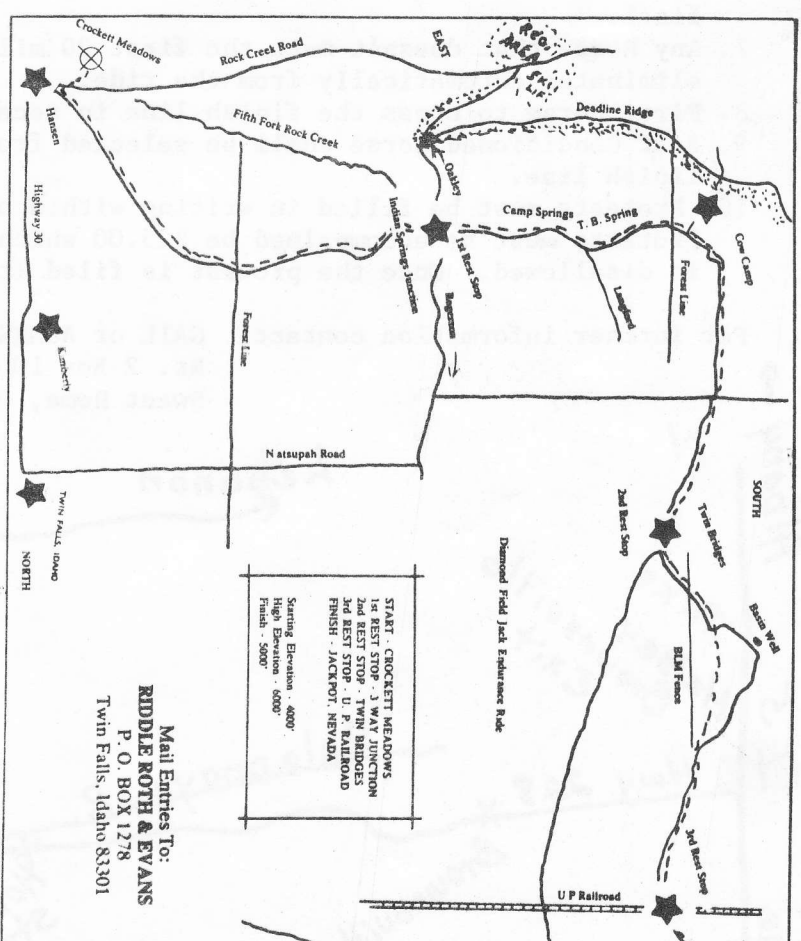 Crockett Meadows
Rock Creek Road
EAST
Deadline Ridge
Hansen
Fifth Fork Rock Creek
Oakley
Indian Springs Junction
1st Rest Stop
Camp Springs
T. B. Spring
Cow Camp
Forest Line
Highway 30
Forest Line
Kimberly
N atsupah Road
TWIN FALLS, IDAHO
NORTH
2nd Rest Stop
Twin Bridges
SOUTH
Basin Well
BLM Fence
Diamond Field Jack Endurance Ride
START - CROCKETT MEADOWS
1st REST STOP - 3 WAY JUNCTION
2nd REST STOP - TWIN BRIDGES
3rd REST STOP - U. P. RAILROAD
FINISH - JACKPOT, NEVADA
Starting Elevation - 4000'
High Elevation - 6000'
Finish - 5000'
3rd Rest Stop
U P Railroad
Mail Entries To:
RIDDLE ROTH & EVANS
P. O. BOX 1278
Twin Falls, Idaho 83301